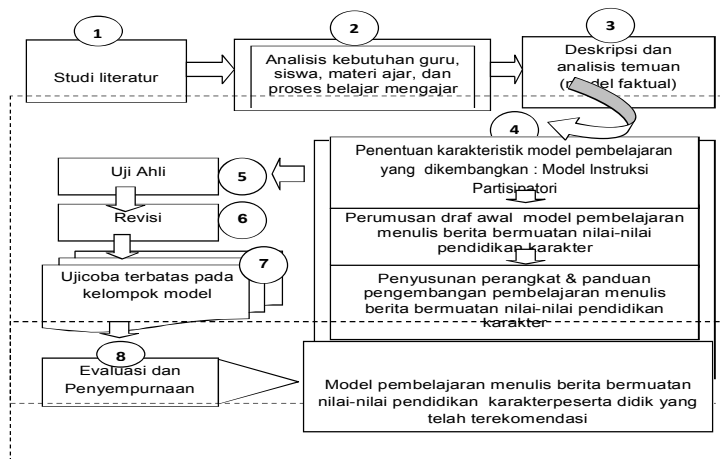 1
Studi literatur
2
Analisis kebutuhan guru,
siswa, materi ajar, dan
proses belajar mengajar
3
Deskripsi dan
analisis temuan
(model faktual)
4
Penentuan karakteristik model pembelajaran
yang dikembangkan : Model Instruksi
Partisipatori
Perumusan draf awal model pembelajaran
menulis berita bermuatan nilai-nilai
pendidikan karakter
Penyusunan perangkat & panduan
pengembangan pembelajaran menulis
berita bermuatan nilai-nilai pendidikan
karakter
Uji Ahli
5
Revisi
6
Ujicoba terbatas pada
kelompok model
7
8
Evaluasi dan
Penyempurnaan
Model pembelajaran menulis berita bermuatan
nilai-nilai pendidikan karakterpeserta didik yang
telah terekomendasi